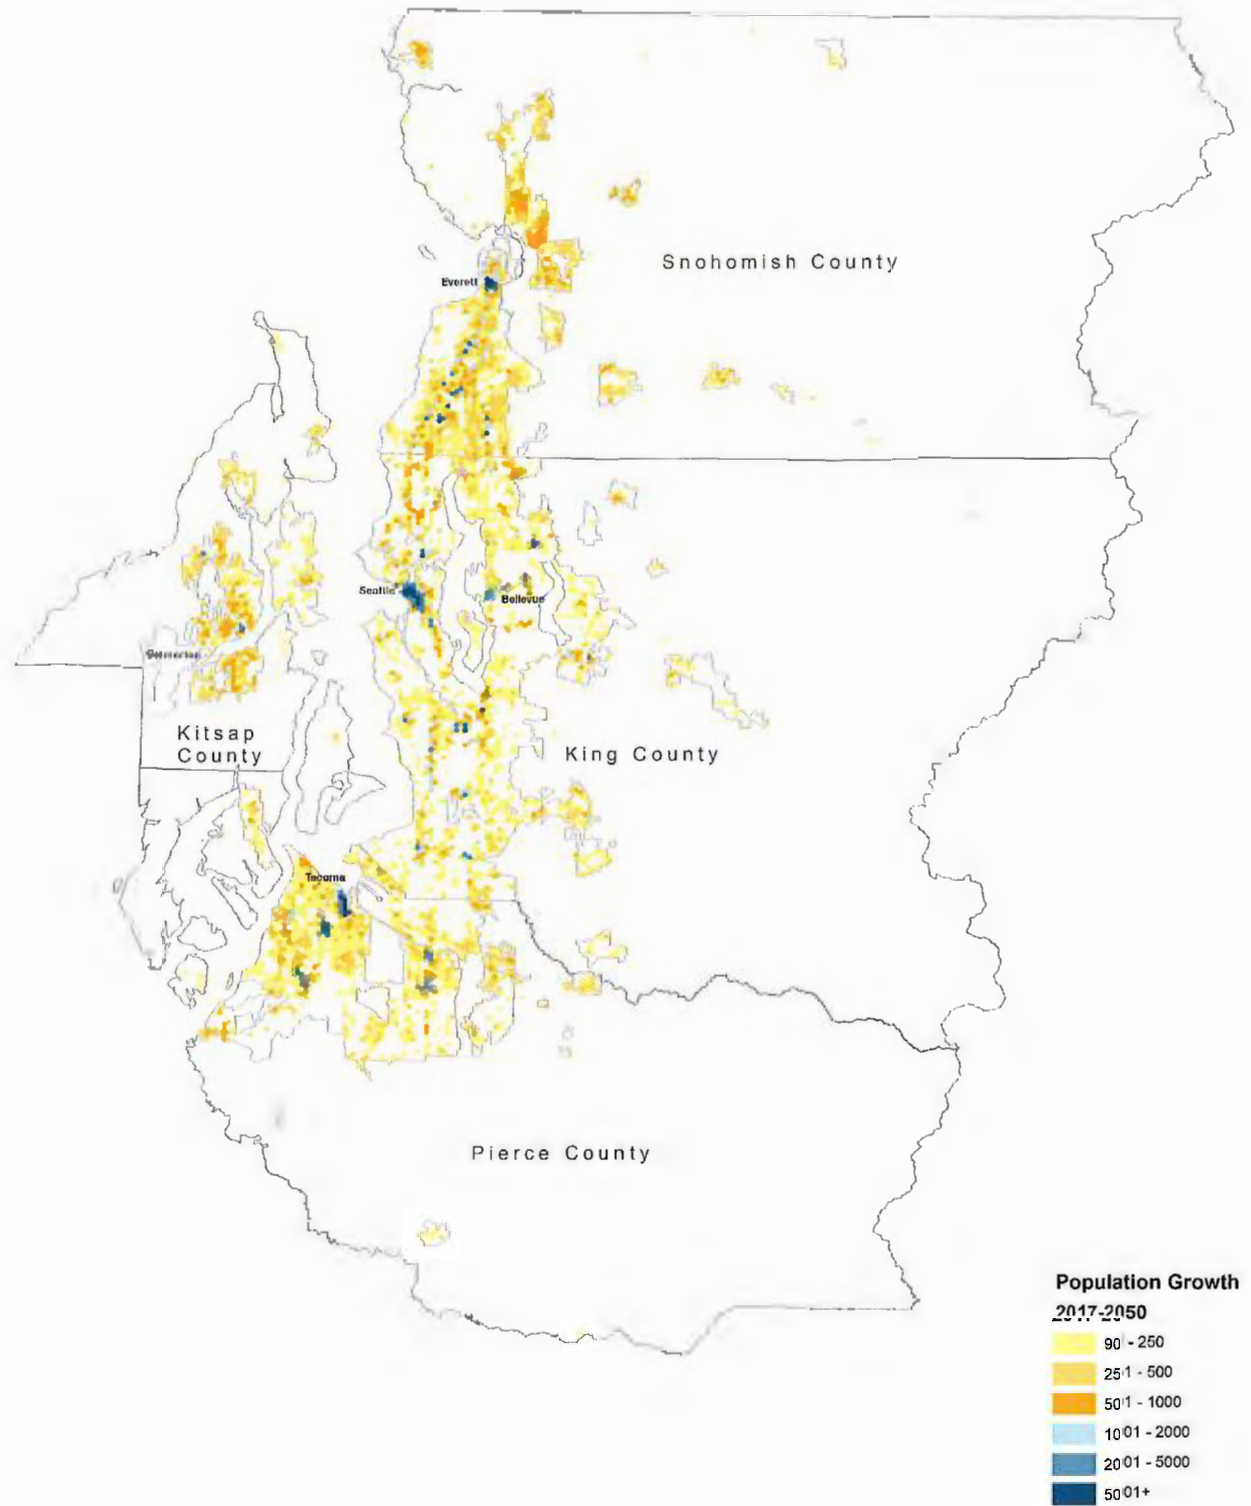 Snohomish County
Everett
Seattle
Bellevue
Bremerton
Kitsap
County
King County
Tacoma
Pierce County
Population Growth
2017-2050
90 - 250
251 - 500
501 - 1000
1001 - 2000
2001 - 5000
5001+